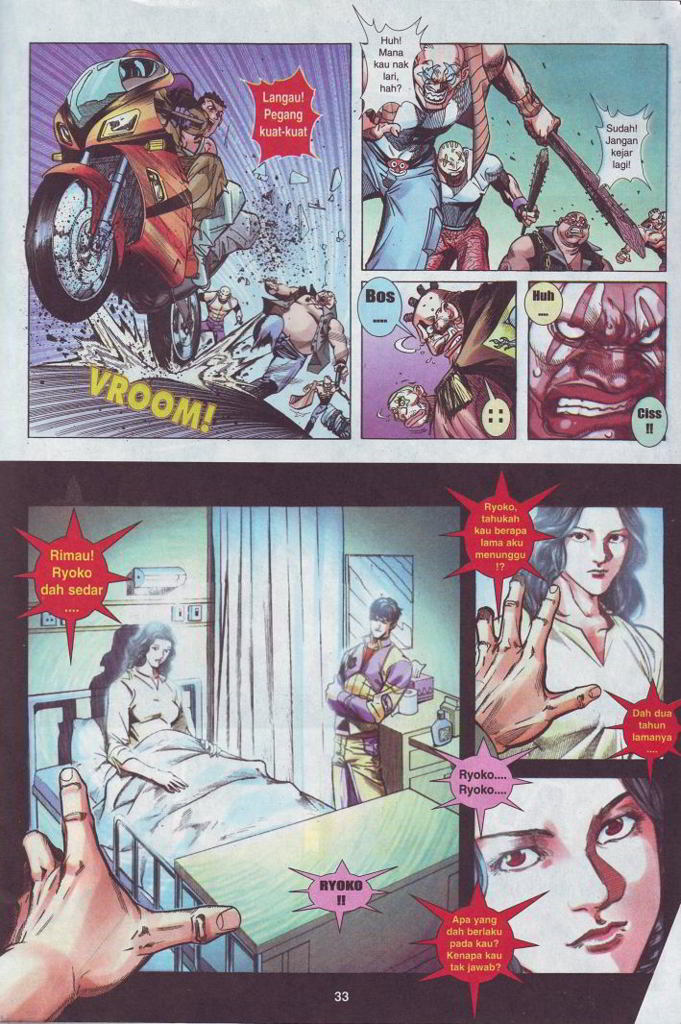 Langau!
Pegang
kuat-kuat
VROOM!
Huh!
Mana
kau nak
lari,
hah?
Sudah!
Jangan
kejar
lagi!
Bos
....
::
Huh
....
Ciss
!!
Rimau!
Ryoko
dah sedar
....
RYOKO
!!
Ryoko,
tahukah
kau berapa
lama aku
menunggu
!?
Dah dua
tahun
lamanya
....
Ryoko....
Ryoko....
Apa yang
dah berlaku
pada kau?
Kenapa kau
tak jawab?
33